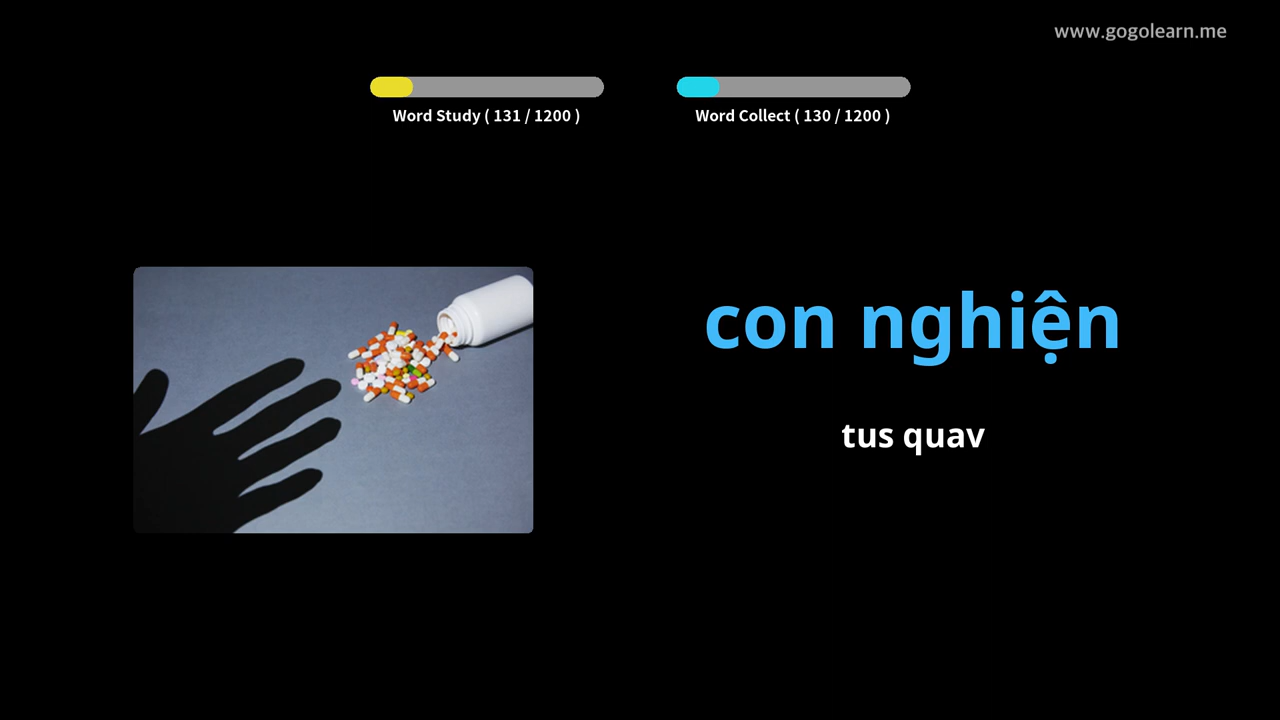 www.gogolearn.me
Word Study ( 131 / 1200 )
Word Collect ( 130 / 1200 )
con nghiện
tus quav